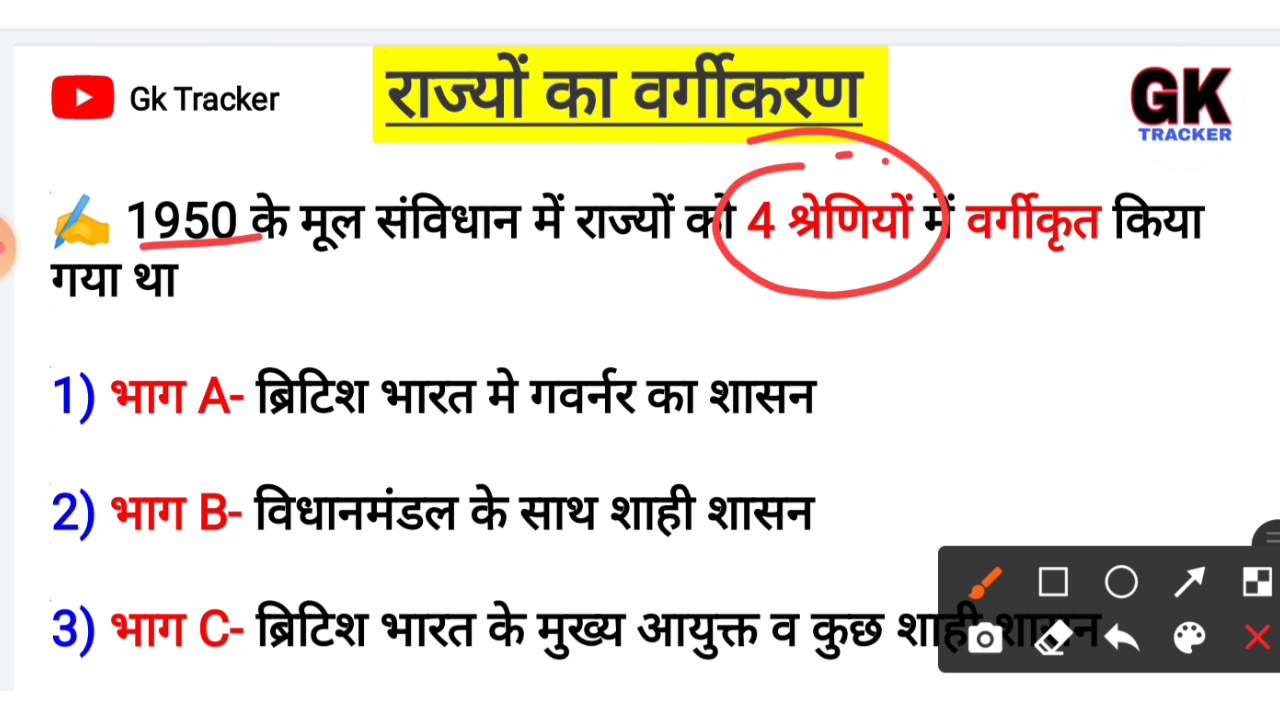 Gk Tracker
राज्यों का वर्गीकरण
GK
TRACKER
1950 के मूल संविधान में राज्यों को 4 श्रेणियों में वर्गीकृत किया
गया था
1) भाग A- ब्रिटिश भारत मे गवर्नर का शासन
2) भाग B- विधानमंडल के साथ शाही शासन
3) भाग C- ब्रिटिश भारत के मुख्य आयुक्त व कुछ शाही शासन